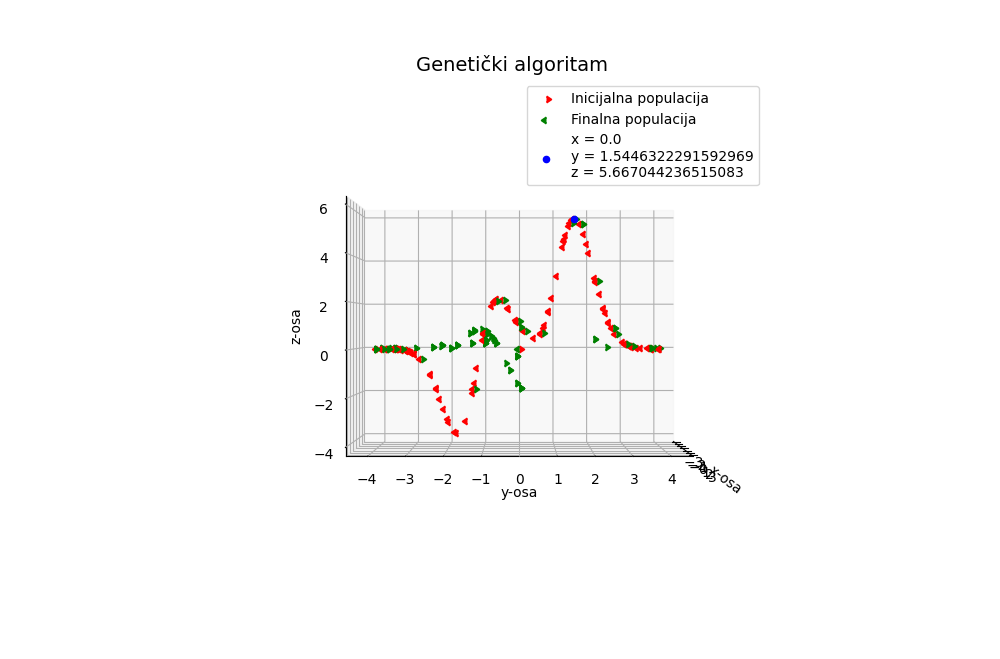 Genetički algoritam
Inicijalna populacija
Finalna populacija
x = 0.0
y = 1.5446322291592969
z = 5.667044236515083
6
4
2
0
−2
−4
z-osa
−4 −3 −2 −1 0 1 2 3 4
y-osa
x-osa